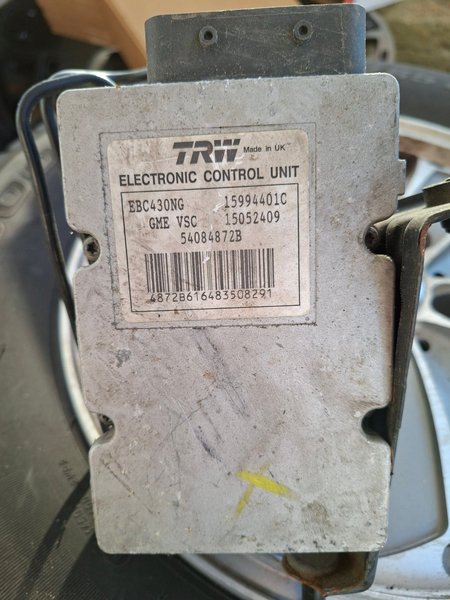 TRW Made in UK
ELECTRONIC CONTROL UNIT
EBC430NG 15994401C
GME VSC 15052409
54084872B
4872B616483508291